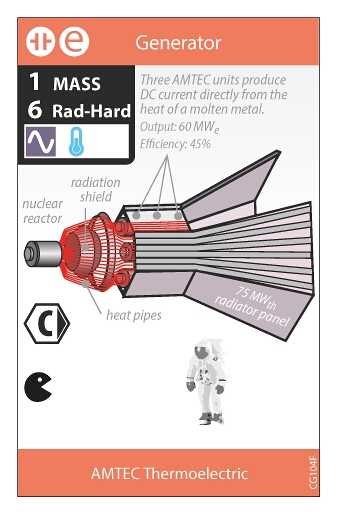 e
Generator
1 MASS
6 Rad-Hard
Three AMTEC units produce
DC current directly from the
heat of a molten metal.
Output: 60 MWe
Efficiency: 45%
radiation
shield
nuclear
reactor
75 MWth
radiator panel
heat pipes
C
AMTEC Thermoelectric
CG104F